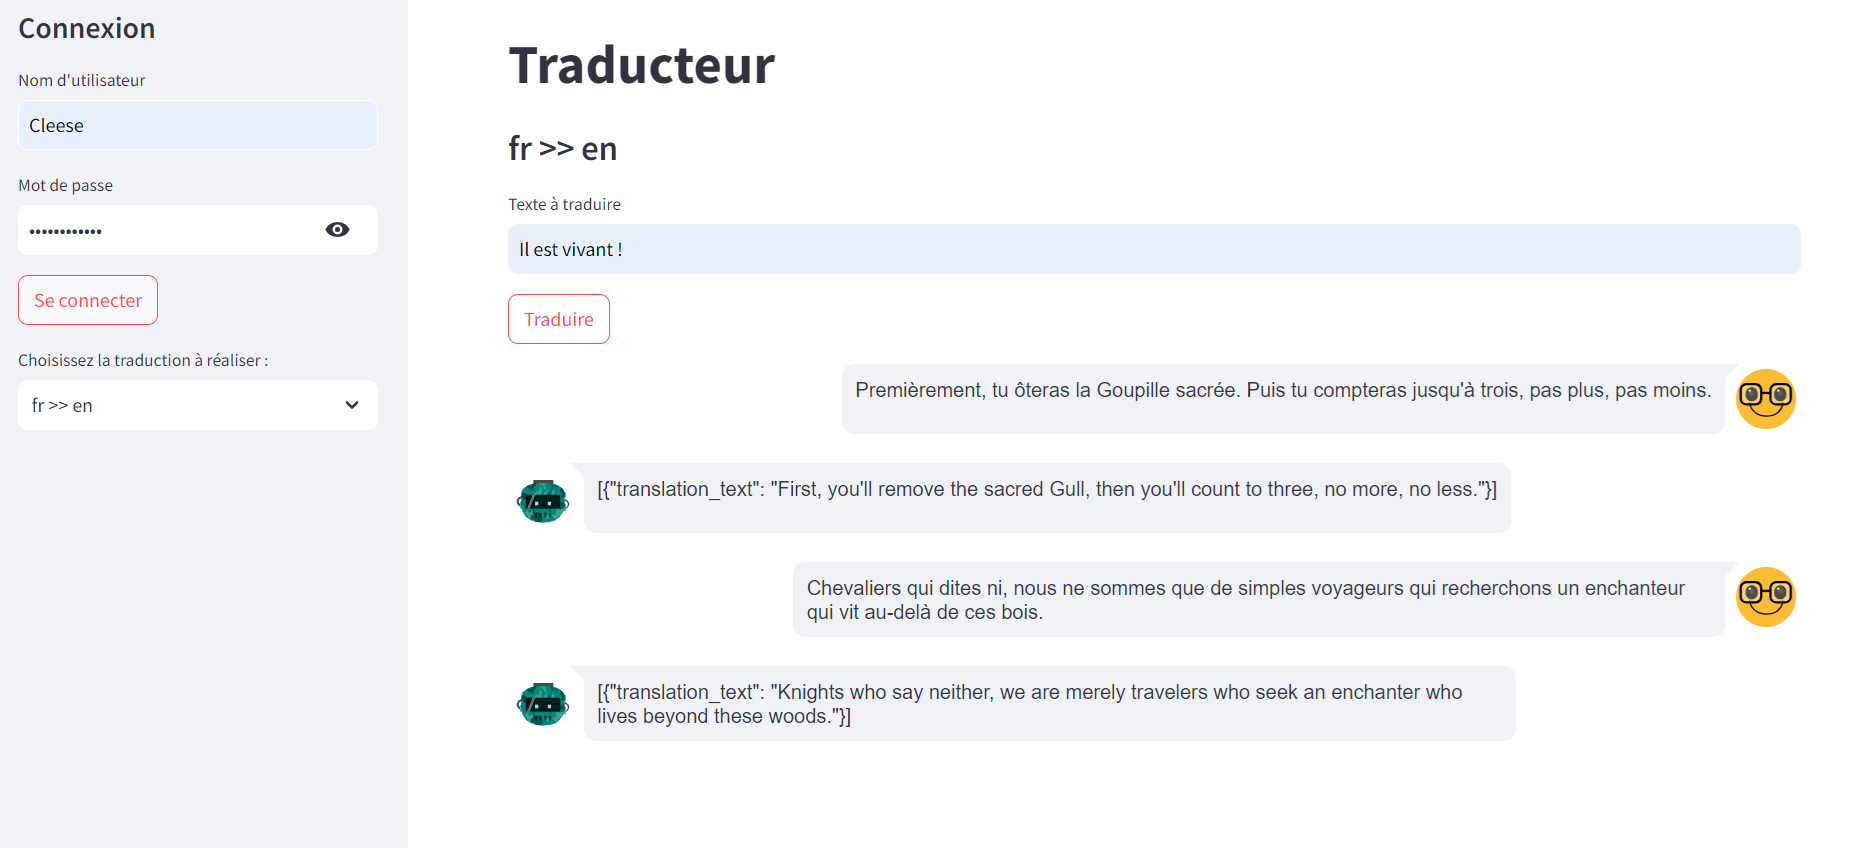 Connexion
Nom d'utilisateur
Cleese
Mot de passe
••••••••••••
Se connecter
Choisissez la traduction à réaliser :
fr >> en
Traducteur
fr >> en
Texte à traduire
Il est vivant !
Traduire
Premièrement, tu ôteras la Goupille sacrée. Puis tu compteras jusqu'à trois, pas plus, pas moins.
[{"translation_text": "First, you'll remove the sacred Gull, then you'll count to three, no more, no less."}]
Chevaliers qui dites ni, nous ne sommes que de simples voyageurs qui recherchons un enchanteur
qui vit au-delà de ces bois.
[{"translation_text": "Knights who say neither, we are merely travelers who seek an enchanter who
lives beyond these woods."}]